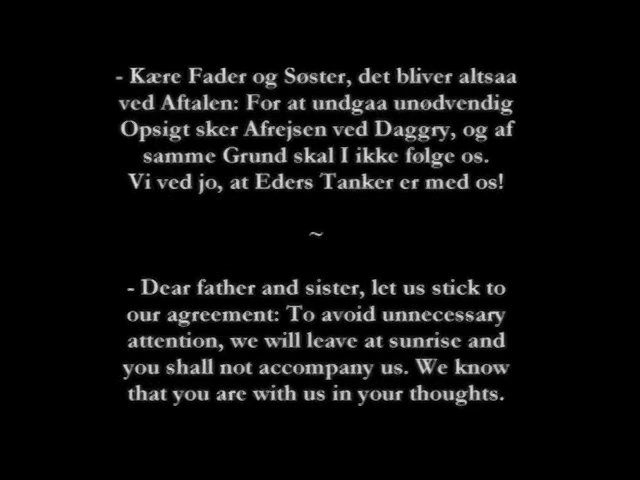 - Kære Fader og Søster, det bliver altsaa
ved Aftalen: For at undgaa unødvendig
Opsigt sker Afrejsen ved Daggry, og af
samme Grund skal I ikke følge os.
Vi ved jo, at Eders Tanker er med os!
~
- Dear father and sister, let us stick to
our agreement: To avoid unnecessary
attention, we will leave at sunrise and
you shall not accompany us. We know
that you are with us in your thoughts.